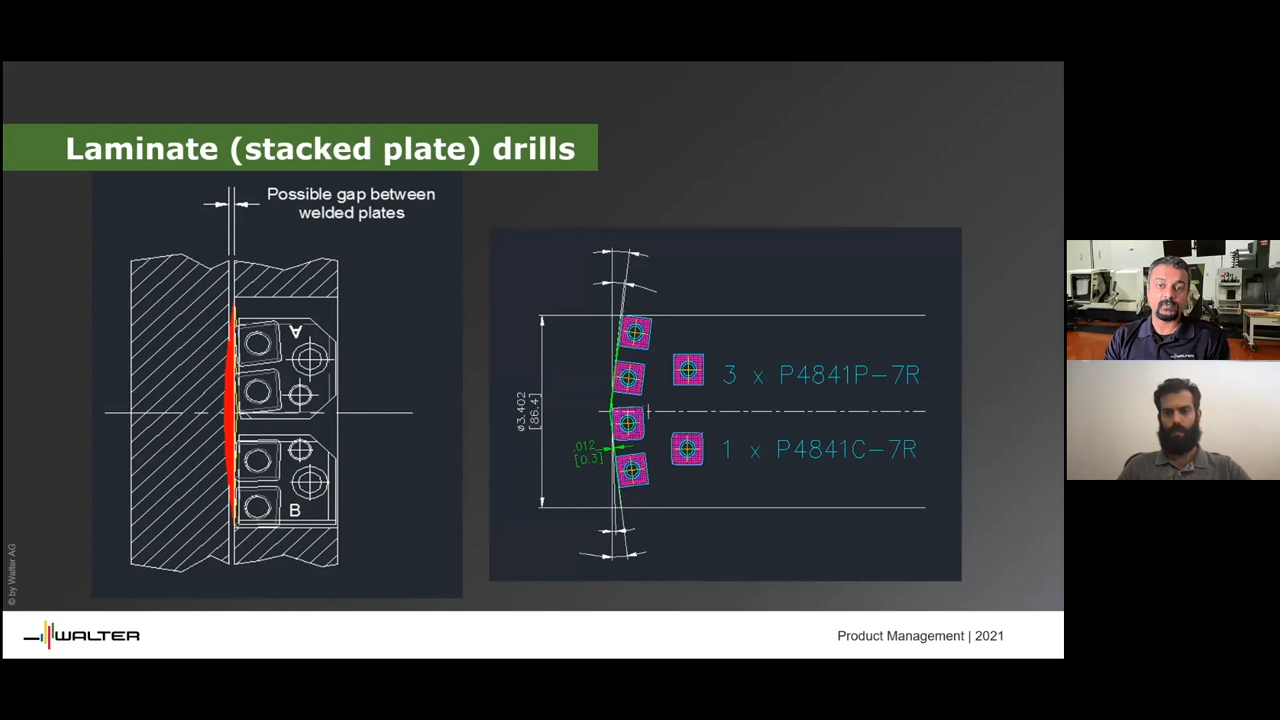 Laminate (stacked plate) drills
Possible gap between
welded plates
A
B
ø3.402
[86.4]
.012
[0.3]
3 x P4841P-7R
1 x P4841C-7R
© by Walter AG
WALTER
Product Management | 2021
WALTER